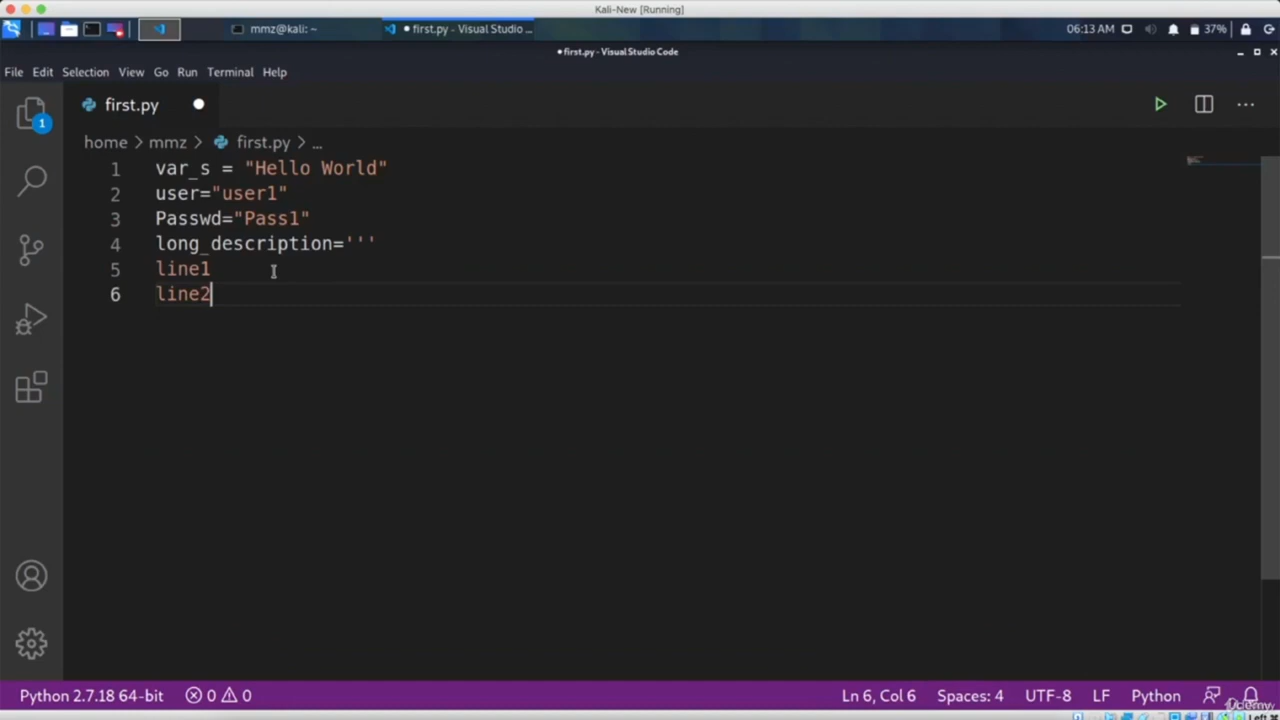 Kali-New [Running]
mmz@kali: ~
first.py - Visual Studio ...
06:13 AM
37%
first.py - Visual Studio Code
File Edit Selection View Go Run Terminal Help
first.py
1
home > mmz > first.py > ...
1 var_s = "Hello World"
2 user="user1"
3 Passwd="Pass1"
4 long_description='''
5 line1
6 line2
Python 2.7.18 64-bit 0 0 Ln 6, Col 6 Spaces: 4 UTF-8 LF Python
Udemy
Left ⌘